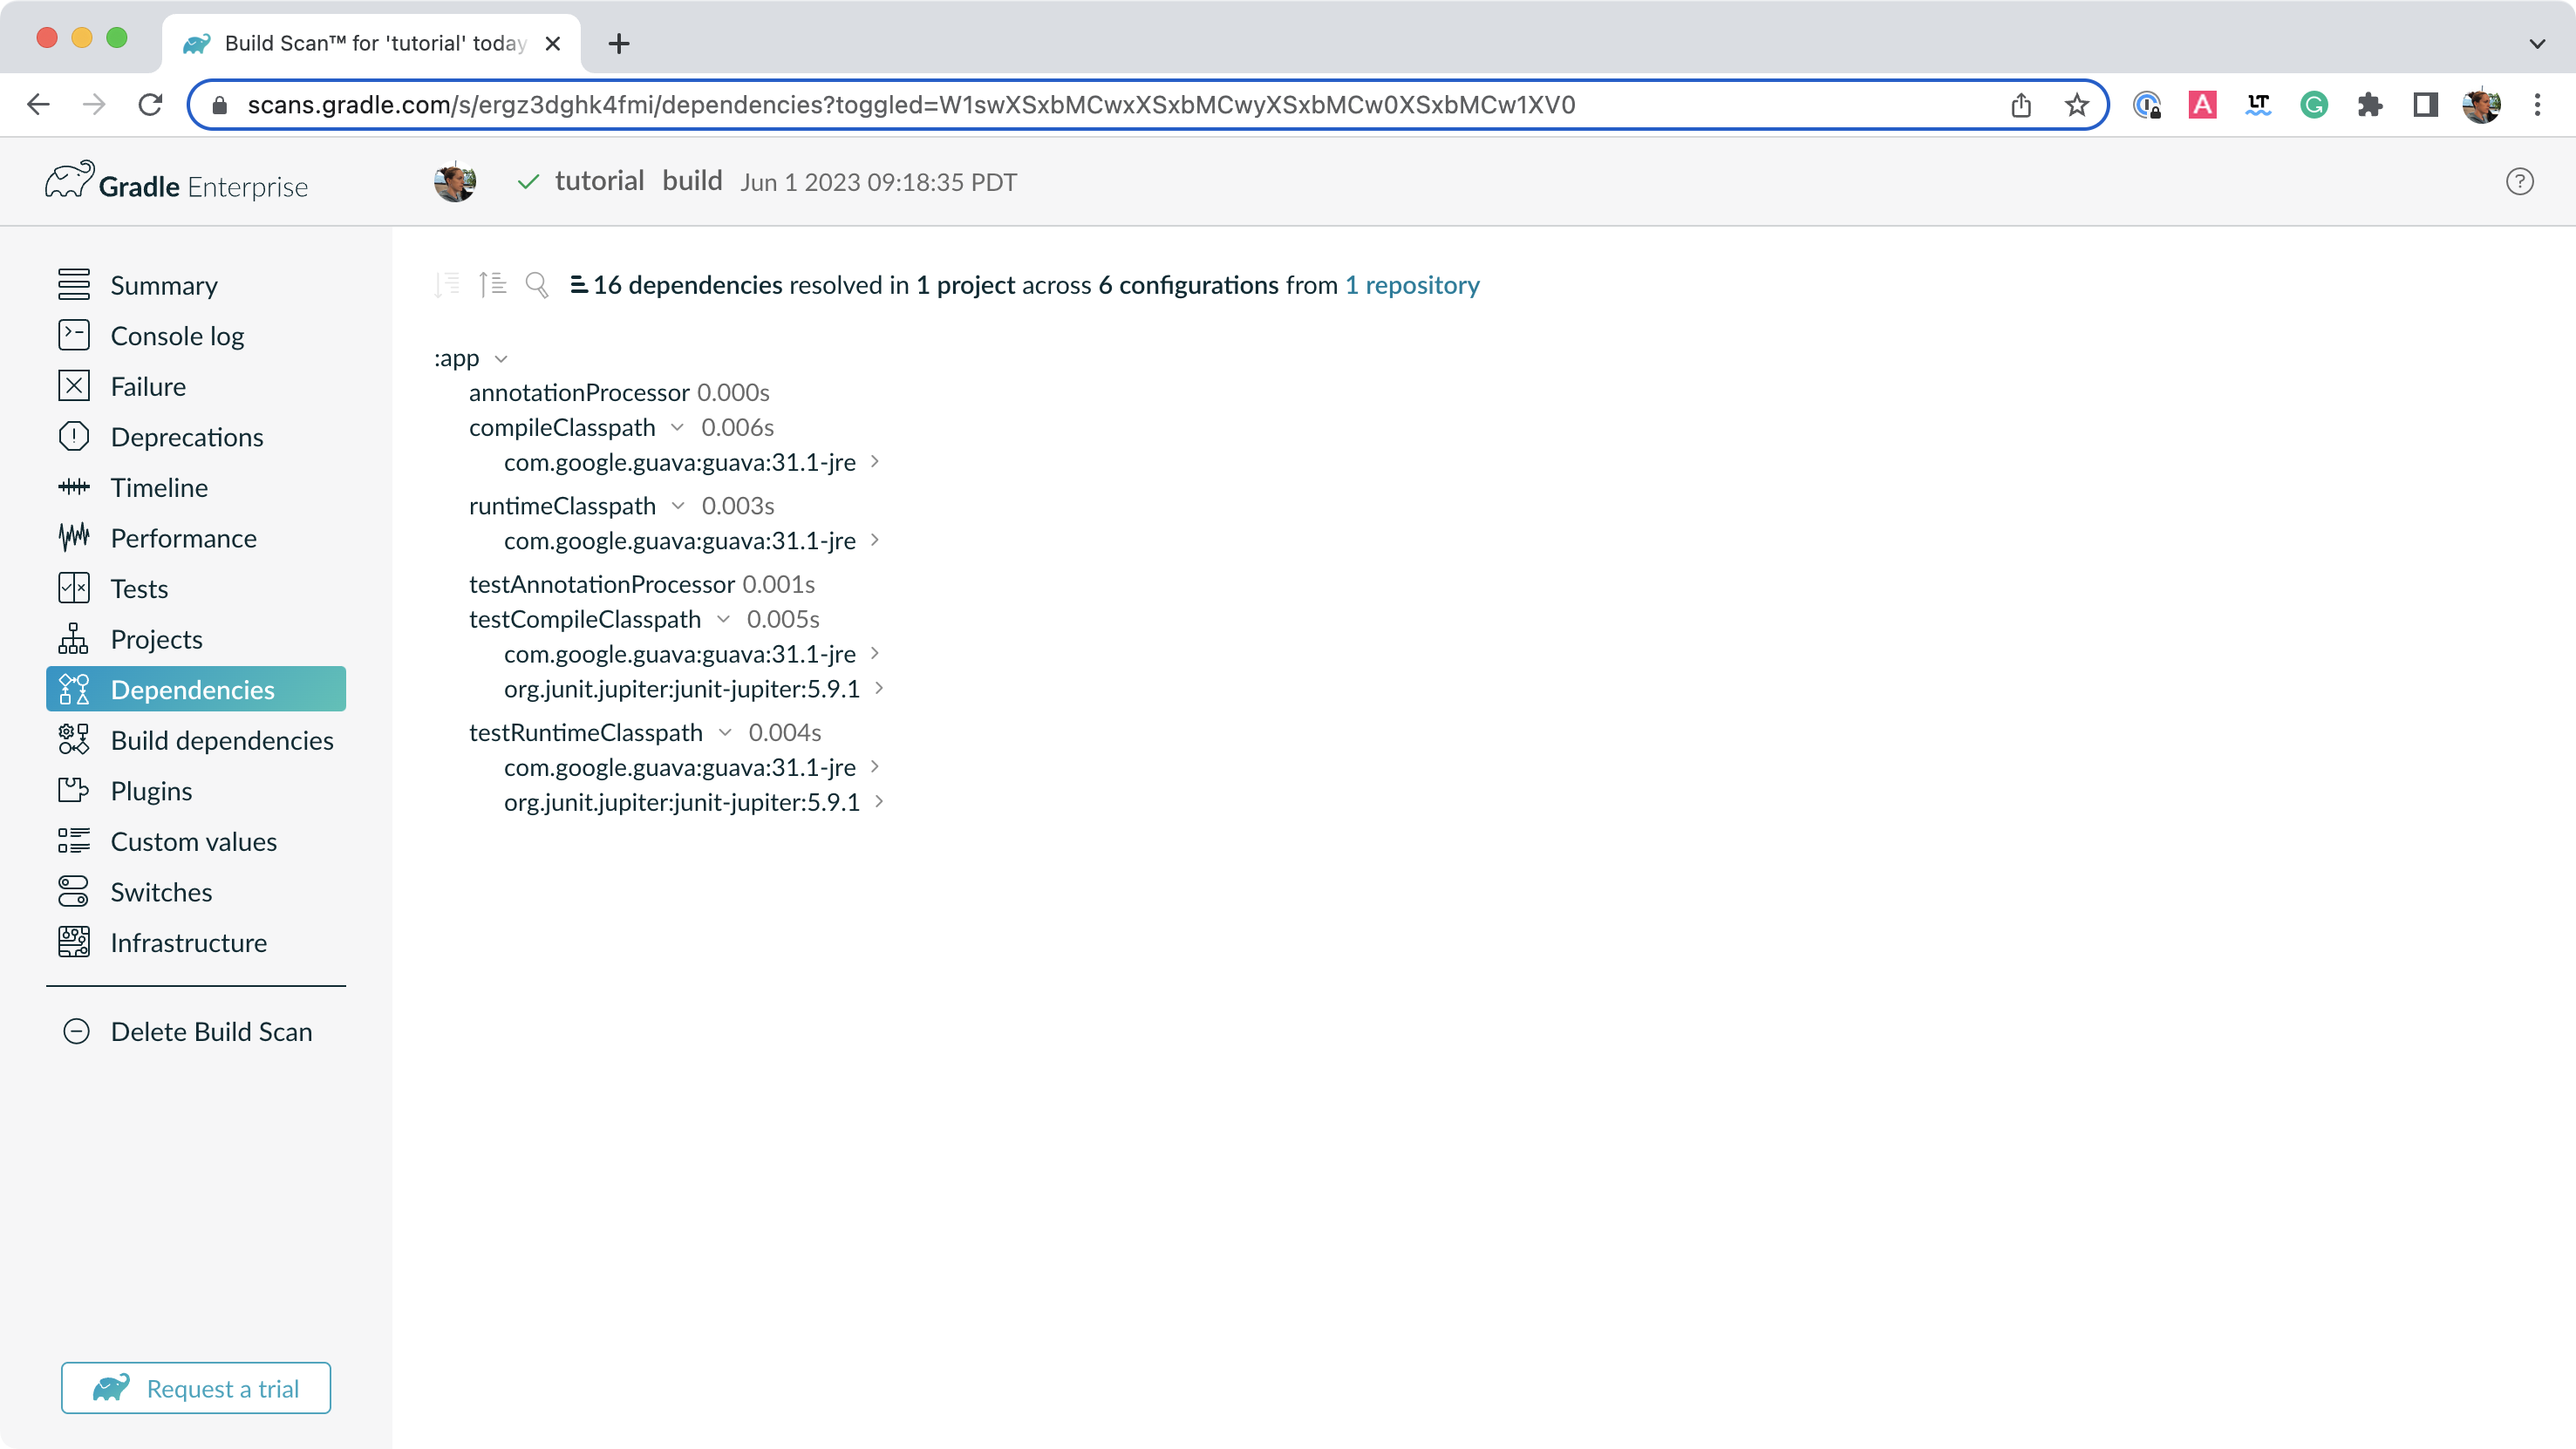 Build Scan™ for 'tutorial' today
scans.gradle.com/s/ergz3dghk4fmi/dependencies?toggled=W1swXSxbMCwxXSxbMCwyXSxbMCw0XSxbMCw1XV0
A
LT
G
Gradle Enterprise
tutorial build Jun 1 2023 09:18:35 PDT
?
Summary
Console log
Failure
Deprecations
Timeline
Performance
Tests
Projects
Dependencies
Build dependencies
Plugins
Custom values
Switches
Infrastructure
Delete Build Scan
Request a trial
16 dependencies resolved in 1 project across 6 configurations from 1 repository
:app
annotationProcessor 0.000s
compileClasspath 0.006s
com.google.guava:guava:31.1-jre
runtimeClasspath 0.003s
com.google.guava:guava:31.1-jre
testAnnotationProcessor 0.001s
testCompileClasspath 0.005s
com.google.guava:guava:31.1-jre
org.junit.jupiter:junit-jupiter:5.9.1
testRuntimeClasspath 0.004s
com.google.guava:guava:31.1-jre
org.junit.jupiter:junit-jupiter:5.9.1